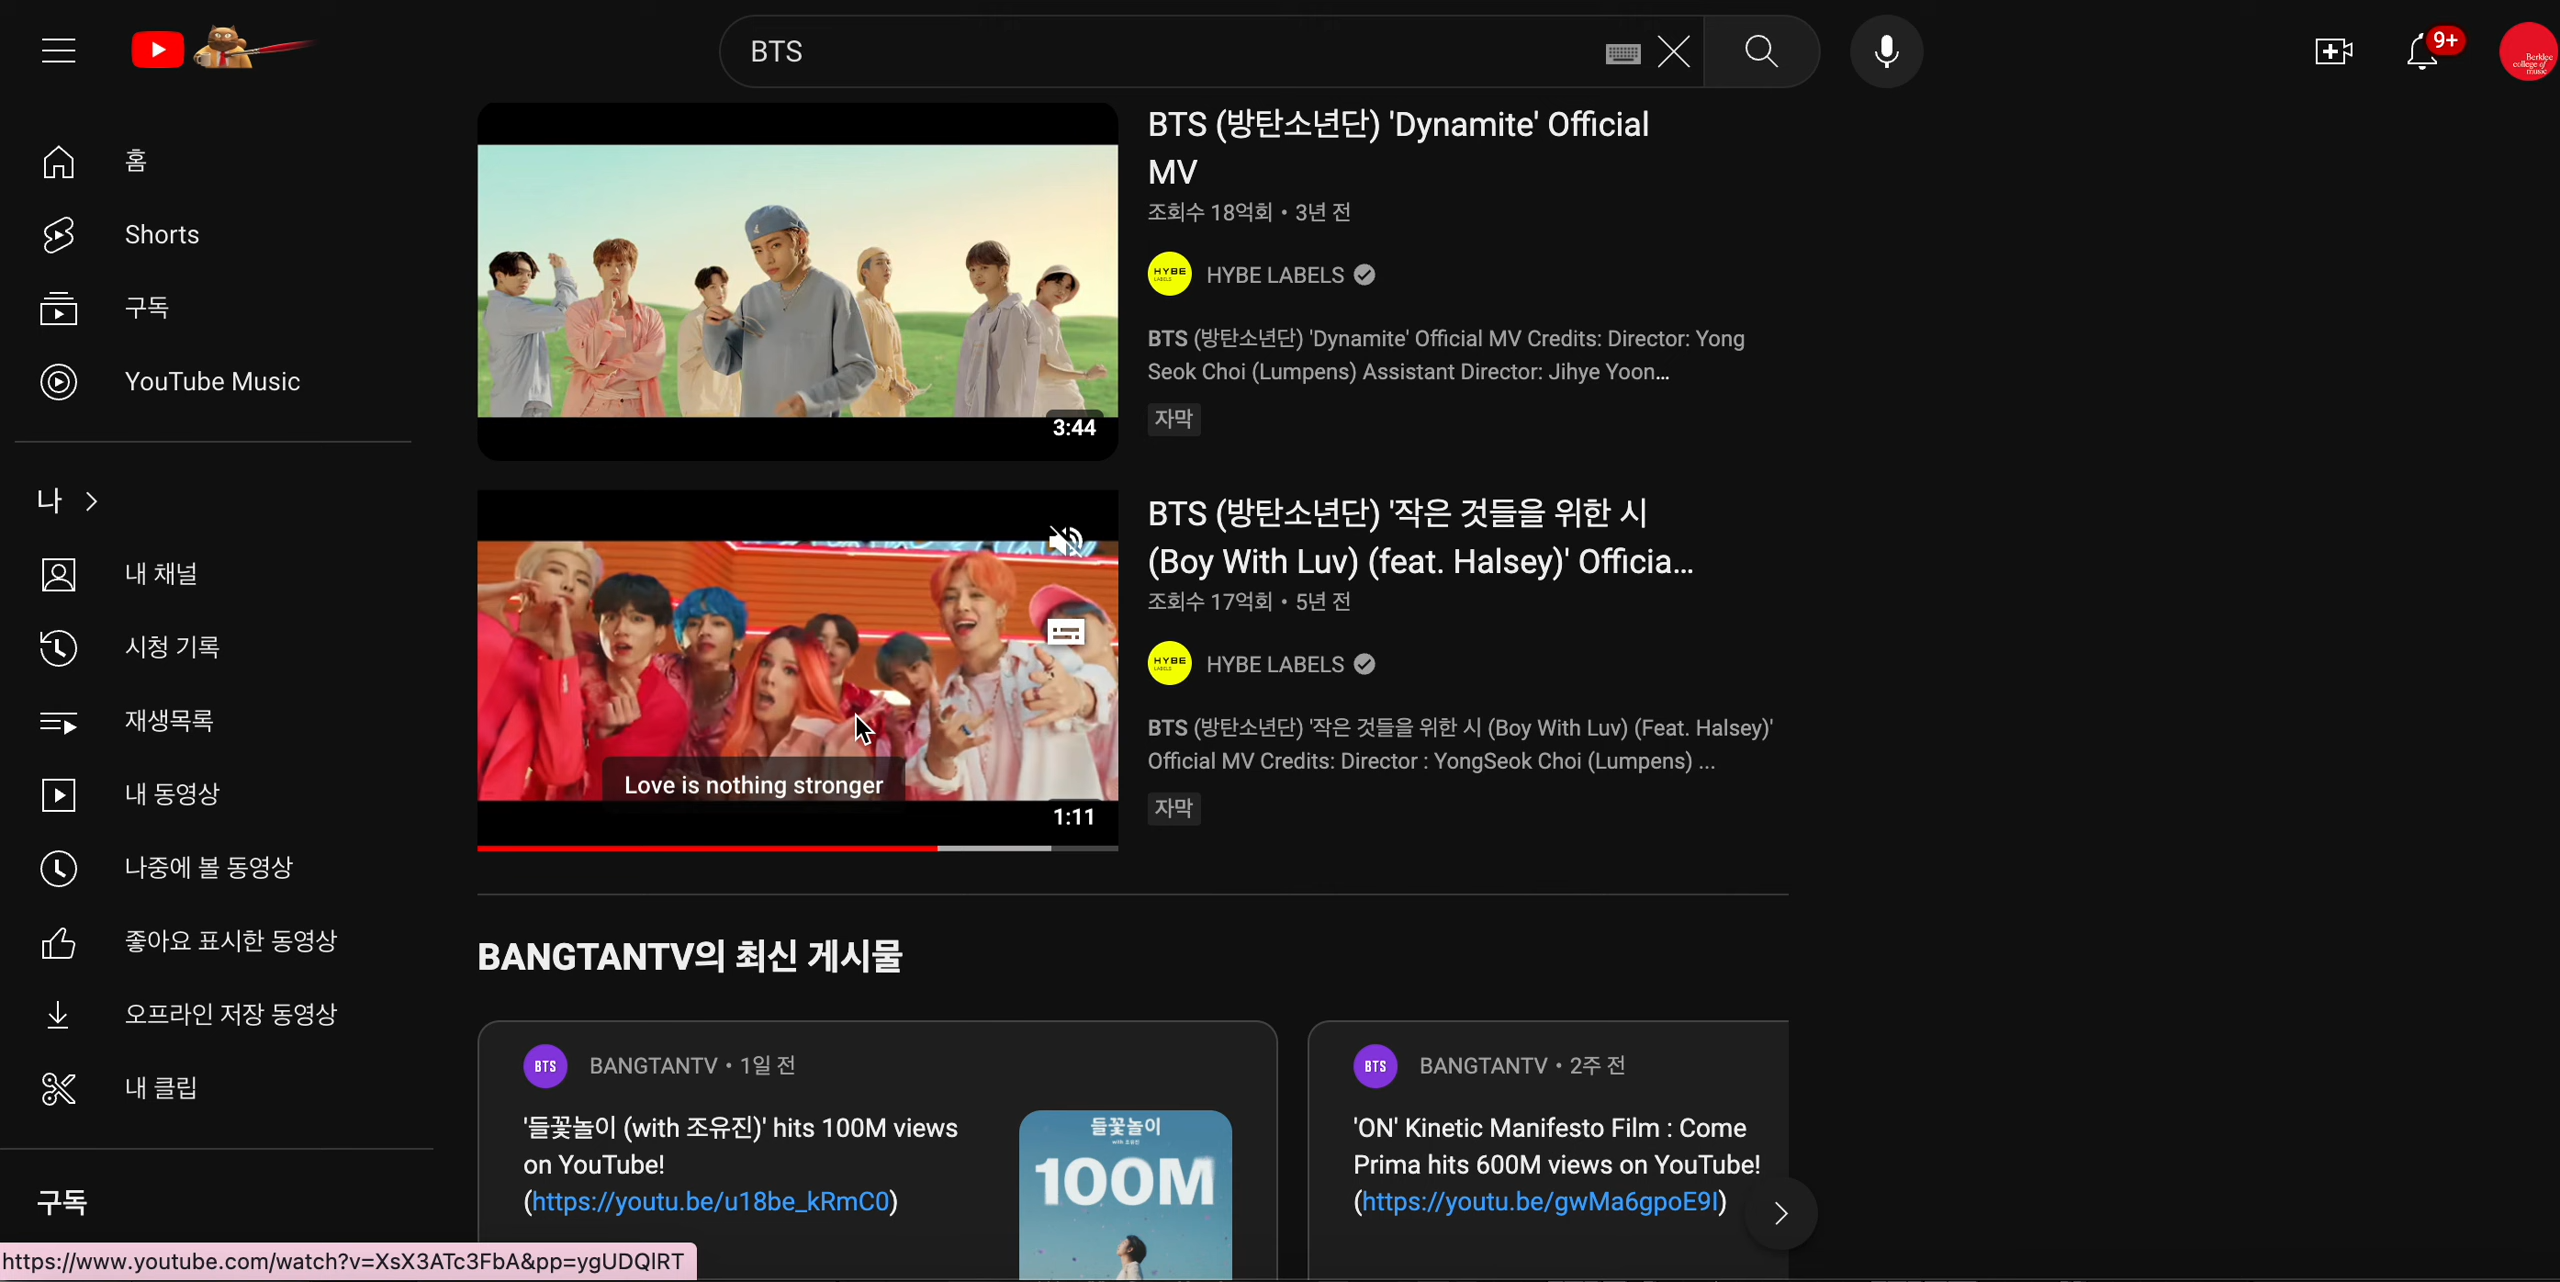 BTS
9+
Berklee
college of
music
홈
Shorts
구독
YouTube Music
나
내 채널
시청 기록
재생목록
내 동영상
나중에 볼 동영상
좋아요 표시한 동영상
오프라인 저장 동영상
내 클립
구독
3:44
BTS (방탄소년단) 'Dynamite' Official
MV
조회수 18억회 • 3년 전
HYBE
LABELS
HYBE LABELS
BTS (방탄소년단) 'Dynamite' Official MV Credits: Director: Yong
Seok Choi (Lumpens) Assistant Director: Jihye Yoon...
자막
Love is nothing stronger
1:11
BTS (방탄소년단) '작은 것들을 위한 시
(Boy With Luv) (feat. Halsey)' Officia...
조회수 17억회 • 5년 전
HYBE
LABELS
HYBE LABELS
BTS (방탄소년단) '작은 것들을 위한 시 (Boy With Luv) (Feat. Halsey)'
Official MV Credits: Director : YongSeok Choi (Lumpens) ...
자막
BANGTANTV의 최신 게시물
BTS
BANGTANTV • 1일 전
'들꽃놀이 (with 조유진)' hits 100M views
on YouTube!
(https://youtu.be/u18be_kRmC0)
들꽃놀이
with 조유진
100M
BTS
BANGTANTV • 2주 전
'ON' Kinetic Manifesto Film : Come
Prima hits 600M views on YouTube!
(https://youtu.be/gwMa6gpoE9I)
https://www.youtube.com/watch?v=XsX3ATc3FbA&pp=ygUDQlRT